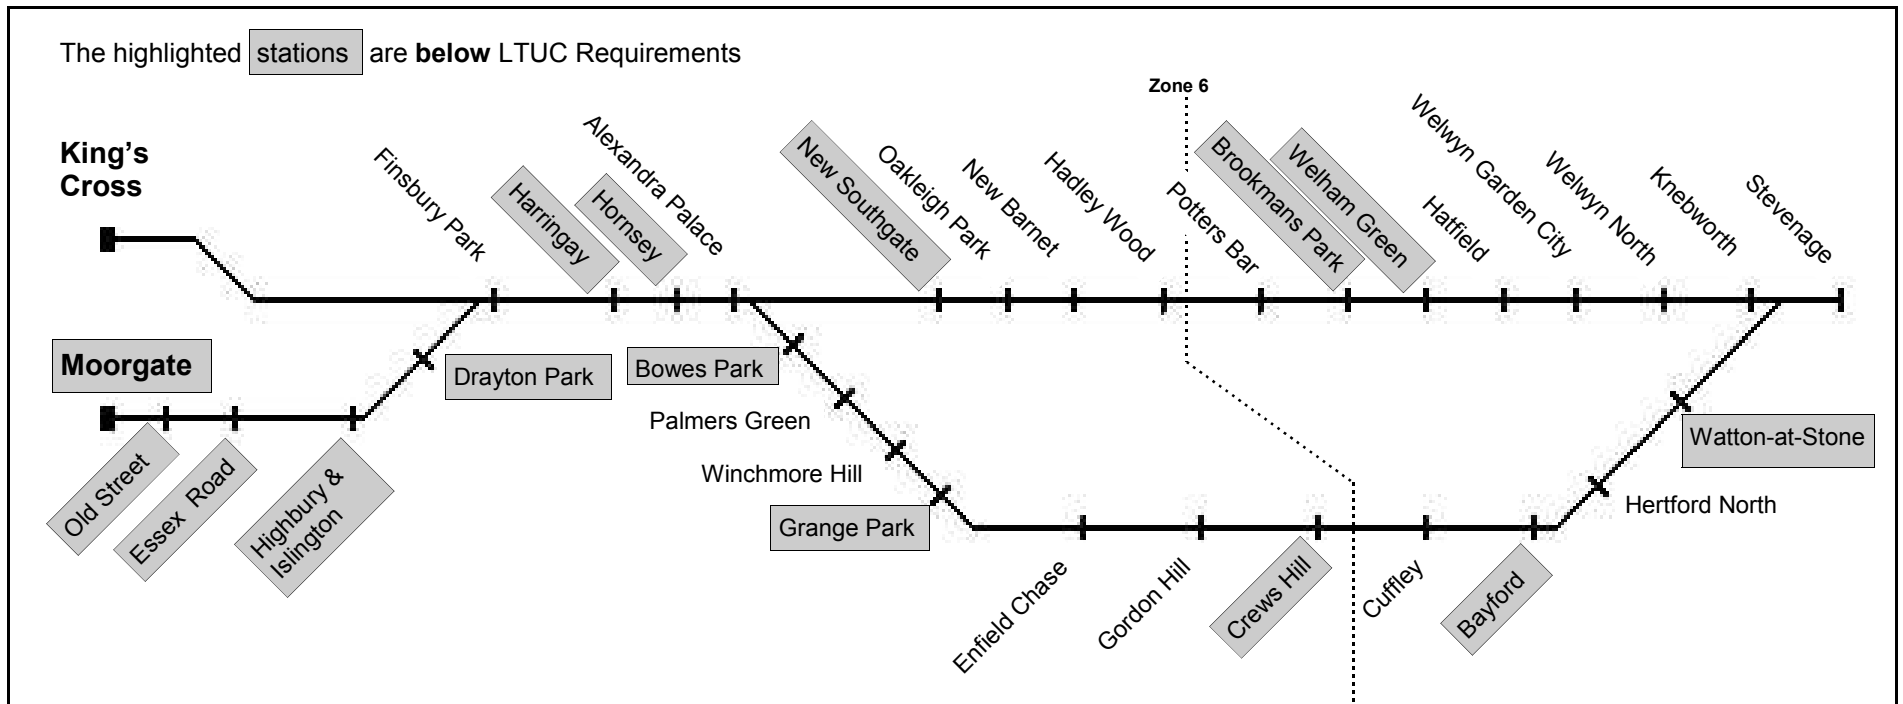 The highlighted stations are below LTUC Requirements
Zone 6
King's
Cross
Finsbury Park
Harringay
Hornsey
Alexandra Palace
New Southgate
Oakleigh Park
New Barnet
Hadley Wood
Potters Bar
Brookmans Park
Welham Green
Hatfield
Welwyn Garden City
Welwyn North
Knebworth
Stevenage
Moorgate
Old Street
Essex Road
Highbury &
Islington
Drayton Park
Bowes Park
Palmers Green
Winchmore Hill
Grange Park
Enfield Chase
Gordon Hill
Crews Hill
Cuffley
Bayford
Hertford North
Watton-at-Stone